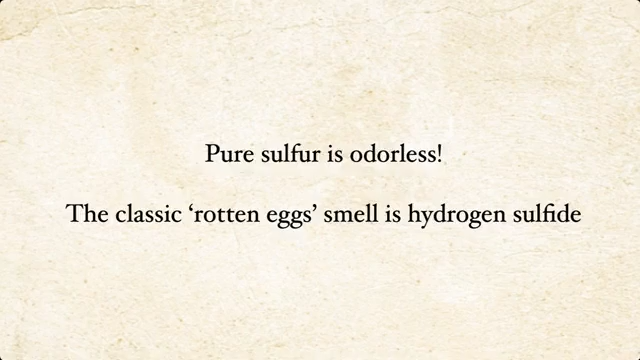 Pure sulfur is odorless!
The classic ‘rotten eggs’ smell is hydrogen sulfide